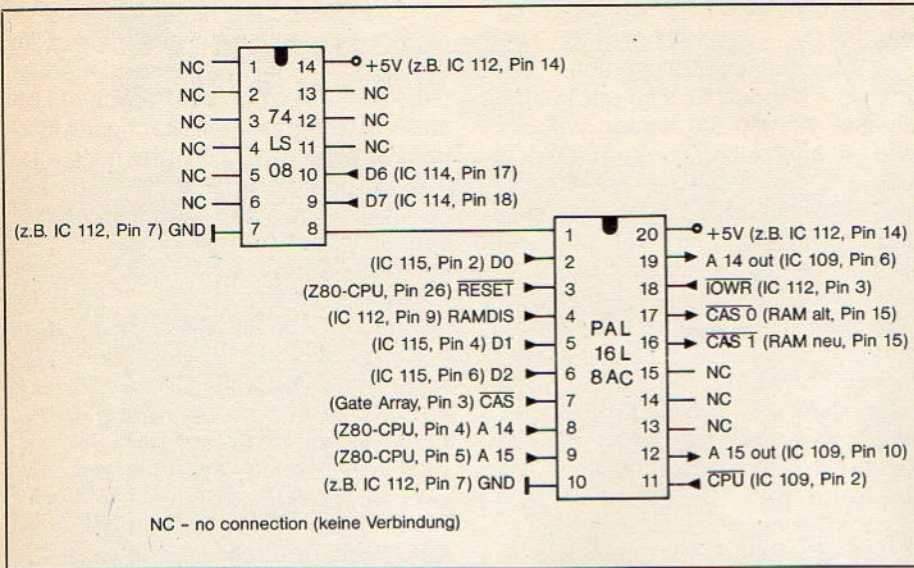 NC 1 14 +5V (z.B. IC 112, Pin 14)
NC 2 13 NC
NC 3 74 12 NC
NC 4 LS 11 NC
NC 5 08 10 D6 (IC 114, Pin 17)
NC 6 9 D7 (IC 114, Pin 18)
(z.B. IC 112, Pin 7) GND 7 8
1 20 +5V (z.B. IC 112, Pin 14)
(IC 115, Pin 2) D0 2 19 A 14 out (IC 109, Pin 6)
(Z80-CPU, Pin 26) R̅E̅S̅E̅T̅ 3 18 I̅O̅W̅R̅ (IC 112, Pin 3)
(IC 112, Pin 9) RAMDIS 4 17 C̅A̅S̅ ̅0̅ (RAM alt, Pin 15)
(IC 115, Pin 4) D1 5 PAL 16 C̅A̅S̅ ̅1̅ (RAM neu, Pin 15)
(IC 115, Pin 6) D2 6 16 L 15 NC
(Gate Array, Pin 3) C̅A̅S̅ 7 8 AC 14 NC
(Z80-CPU, Pin 4) A 14 8 13 NC
(Z80-CPU, Pin 5) A 15 9 12 A 15 out (IC 109, Pin 10)
(z.B. IC 112, Pin 7) GND 10 11 C̅P̅U̅ (IC 109, Pin 2)
NC – no connection (keine Verbindung)